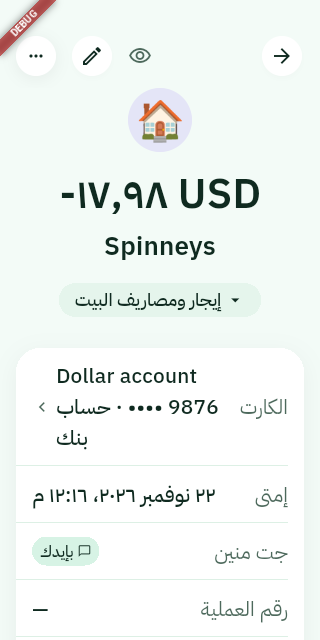 DEBUG
-١٧,٩٨ USD
Spinneys
إيجار ومصاريف البيت
الكارت
Dollar account
حساب · •••• 9876
بنك
إمتى
٢٢ نوفمبر ٢٠٢٦، ١٢:١٦ م
جت منين
بإيدك
رقم العملية
—